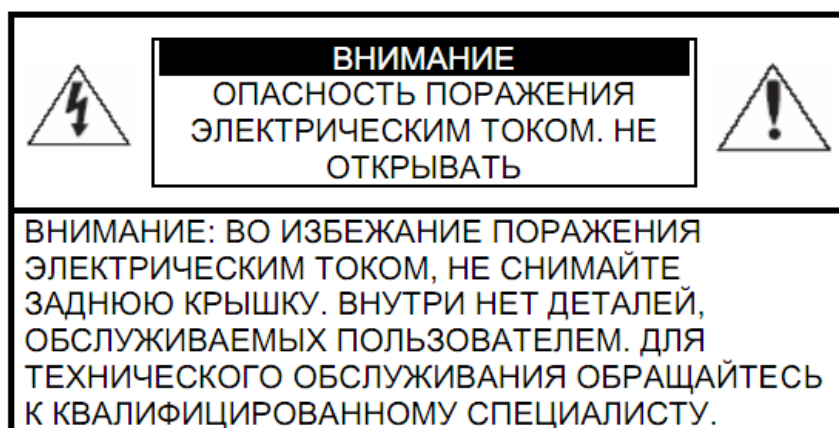 ВНИМАНИЕ
ОПАСНОСТЬ ПОРАЖЕНИЯ
ЭЛЕКТРИЧЕСКИМ ТОКОМ. НЕ
ОТКРЫВАТЬ
ВНИМАНИЕ: ВО ИЗБЕЖАНИЕ ПОРАЖЕНИЯ
ЭЛЕКТРИЧЕСКИМ ТОКОМ, НЕ СНИМАЙТЕ
ЗАДНЮЮ КРЫШКУ. ВНУТРИ НЕТ ДЕТАЛЕЙ,
ОБСЛУЖИВАЕМЫХ ПОЛЬЗОВАТЕЛЕМ. ДЛЯ
ТЕХНИЧЕСКОГО ОБСЛУЖИВАНИЯ ОБРАЩАЙТЕСЬ
К КВАЛИФИЦИРОВАННОМУ СПЕЦИАЛИСТУ.